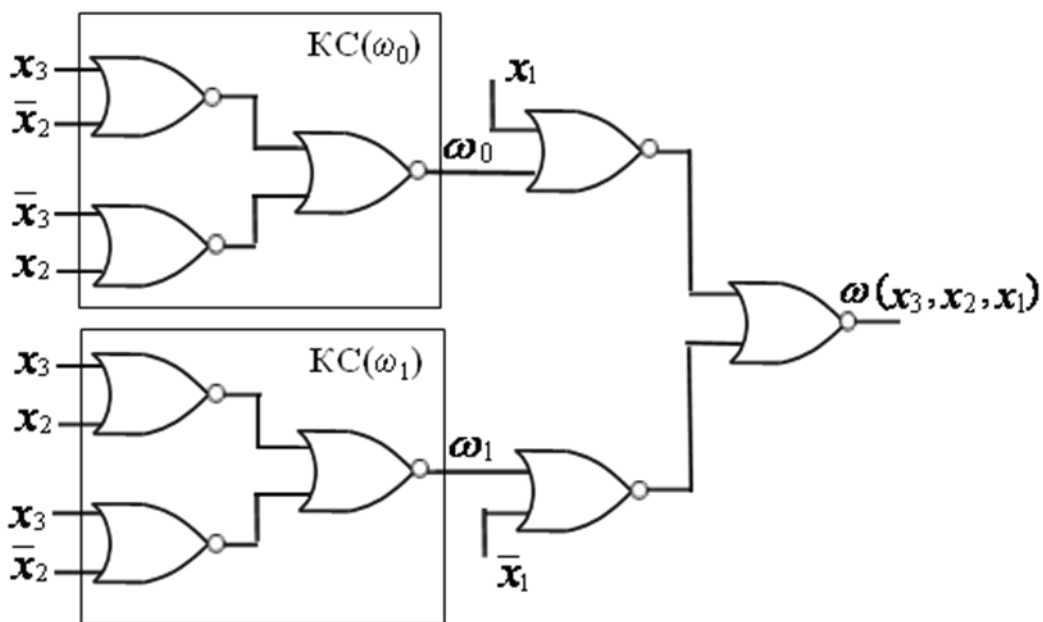 КС(ω₀)
x₃
x̄₂
x̄₃
x₂
ω₀
x₁
КС(ω₁)
x₃
x₂
x₃
x̄₂
ω₁
x̄₁
ω(x₃, x₂, x₁)